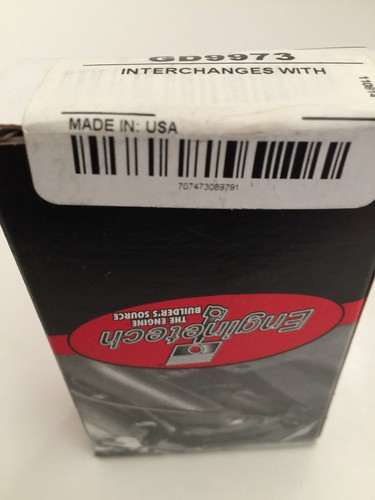 GD9973
INTERCHANGES WITH
MADE IN: USA
707473089791
Enginetech
THE ENGINE
BUILDER'S SOURCE